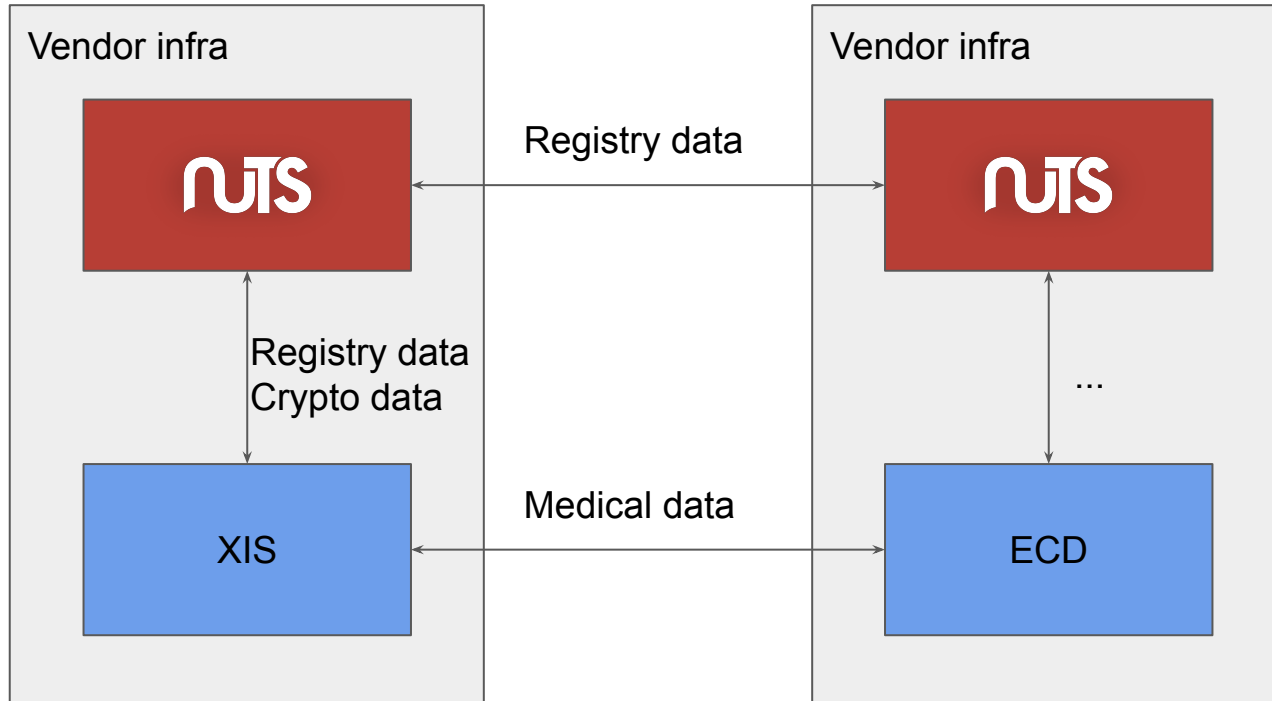 Vendor infra
Vendor infra
NUTS
Registry data
NUTS
Registry data
Crypto data
...
Medical data
XIS
ECD